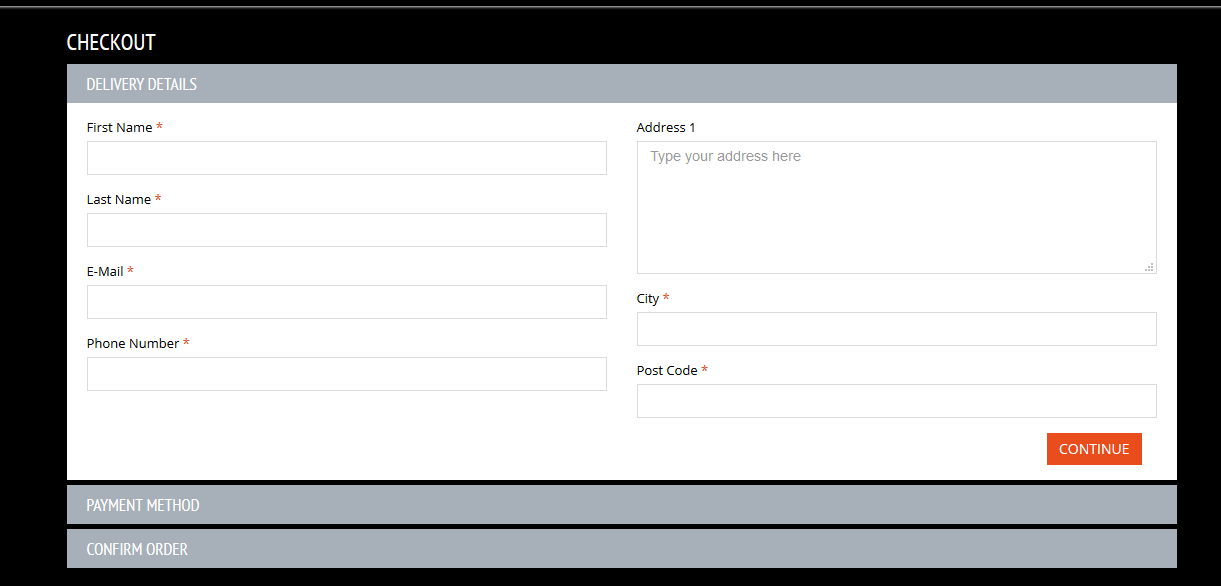 CHECKOUT
DELIVERY DETAILS
First Name *
Last Name *
E-Mail *
Phone Number *
Address 1
Type your address here
City *
Post Code *
CONTINUE
PAYMENT METHOD
CONFIRM ORDER